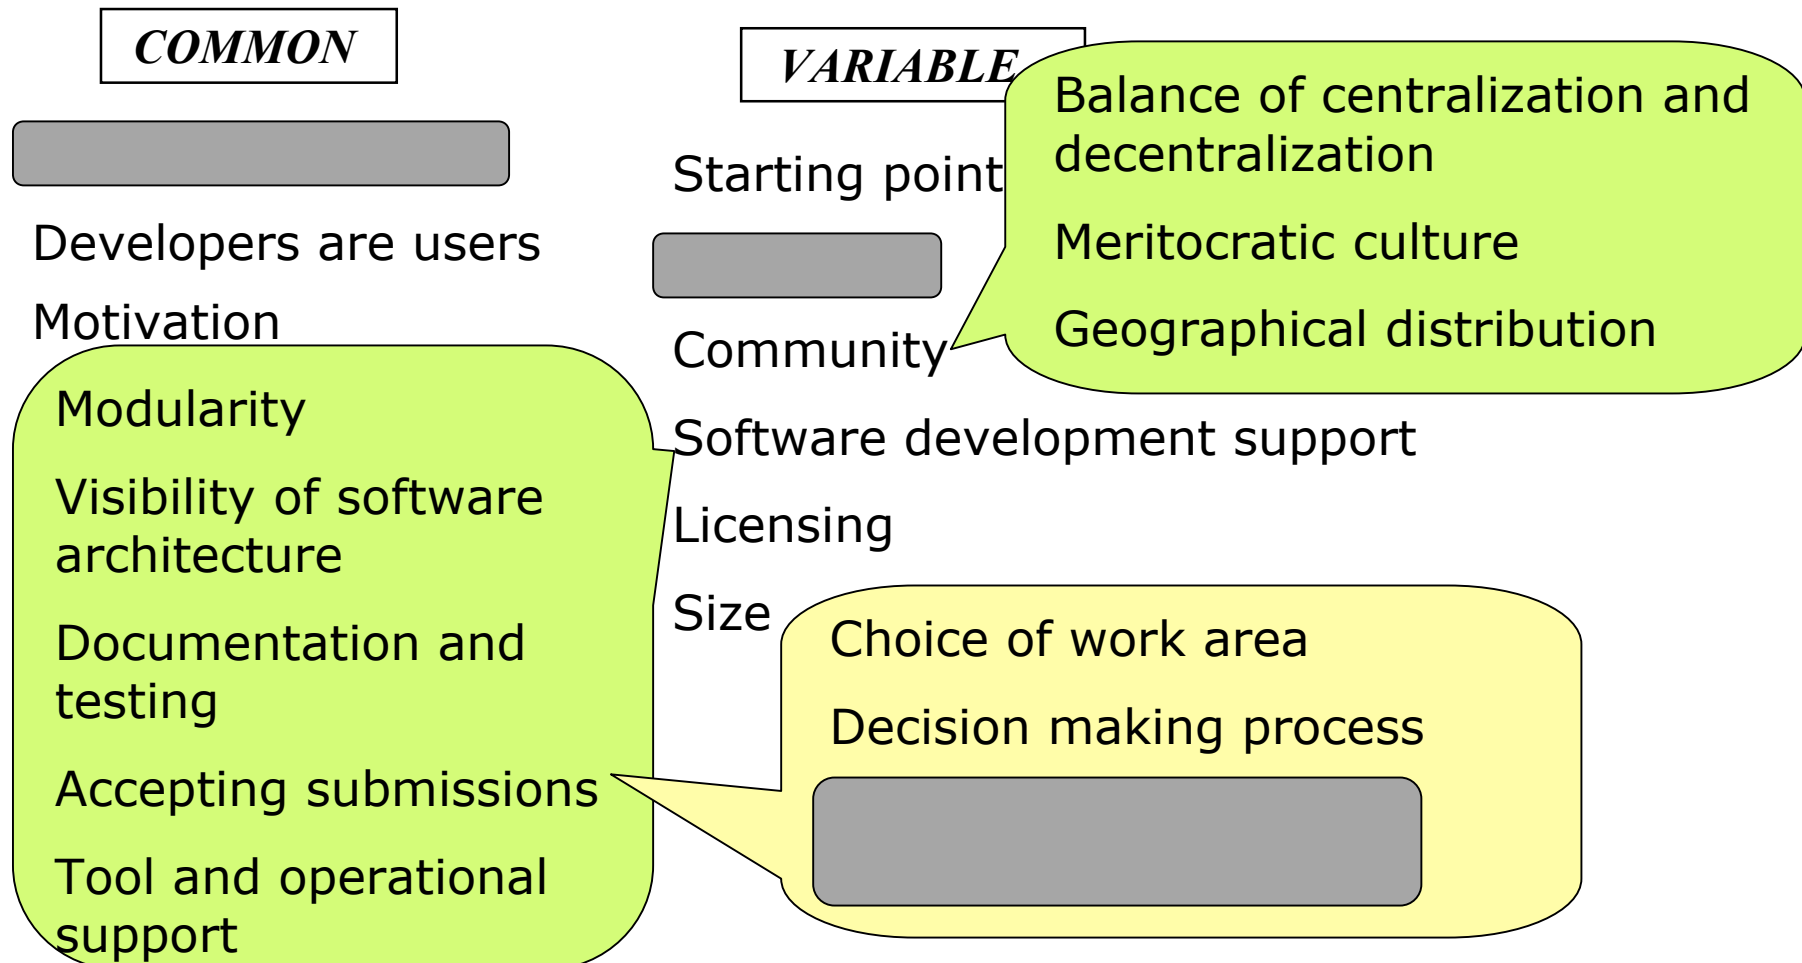 COMMON
Developers are users
Motivation
Modularity
Visibility of software
architecture
Documentation and
testing
Accepting submissions
Tool and operational
support
VARIABLE
Starting point
Community
Software development support
Licensing
Size
Balance of centralization and
decentralization
Meritocratic culture
Geographical distribution
Choice of work area
Decision making process